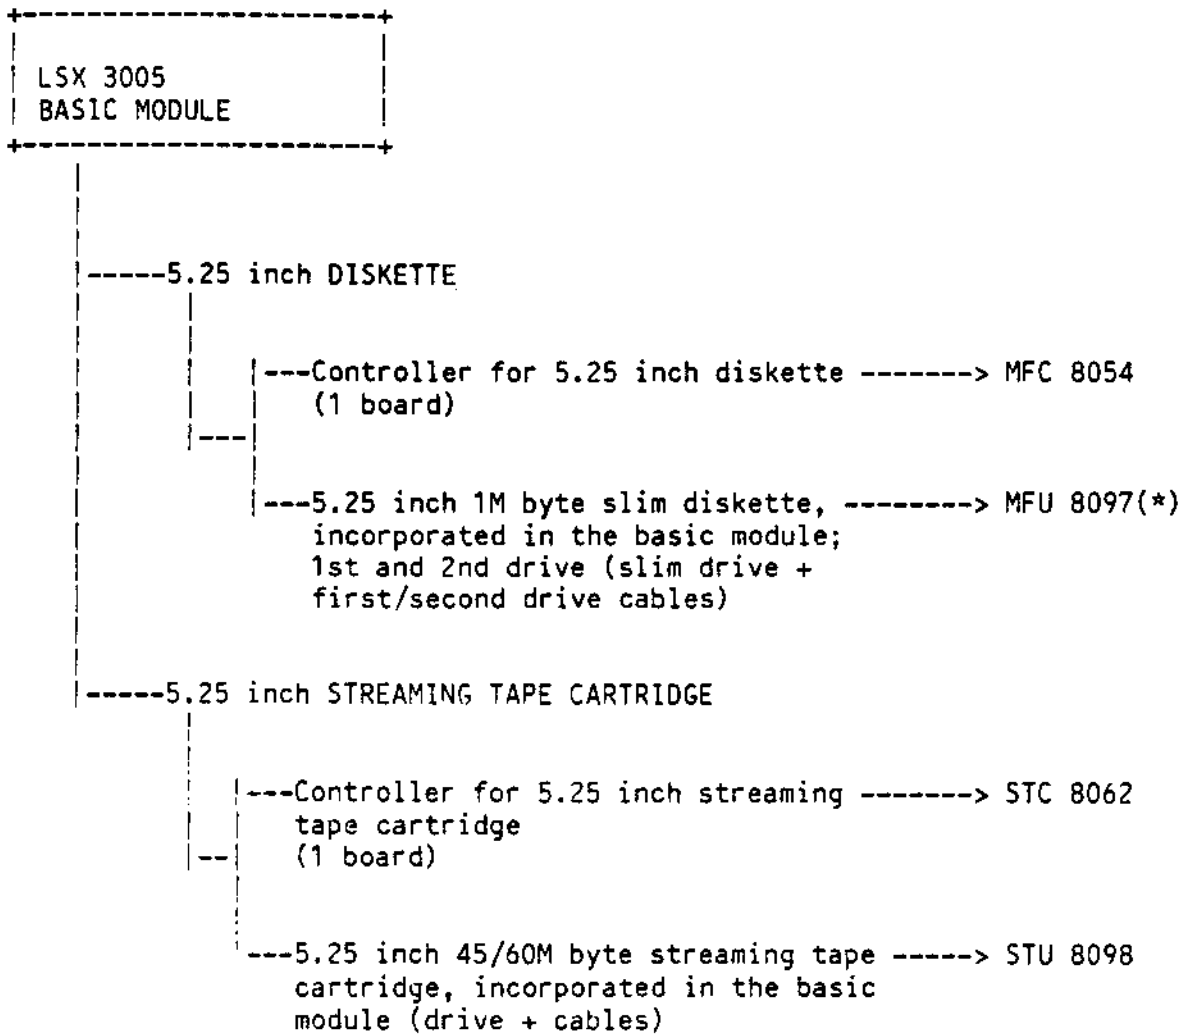 LSX 3005
BASIC MODULE
5.25 inch DISKETTE
Controller for 5.25 inch diskette -------> MFC 8054
(1 board)
5.25 inch 1M byte slim diskette, --------> MFU 8097(*)
incorporated in the basic module;
1st and 2nd drive (slim drive +
first/second drive cables)
5.25 inch STREAMING TAPE CARTRIDGE
Controller for 5.25 inch streaming -------> STC 8062
tape cartridge
(1 board)
5.25 inch 45/60M byte streaming tape -----> STU 8098
cartridge, incorporated in the basic
module (drive + cables)